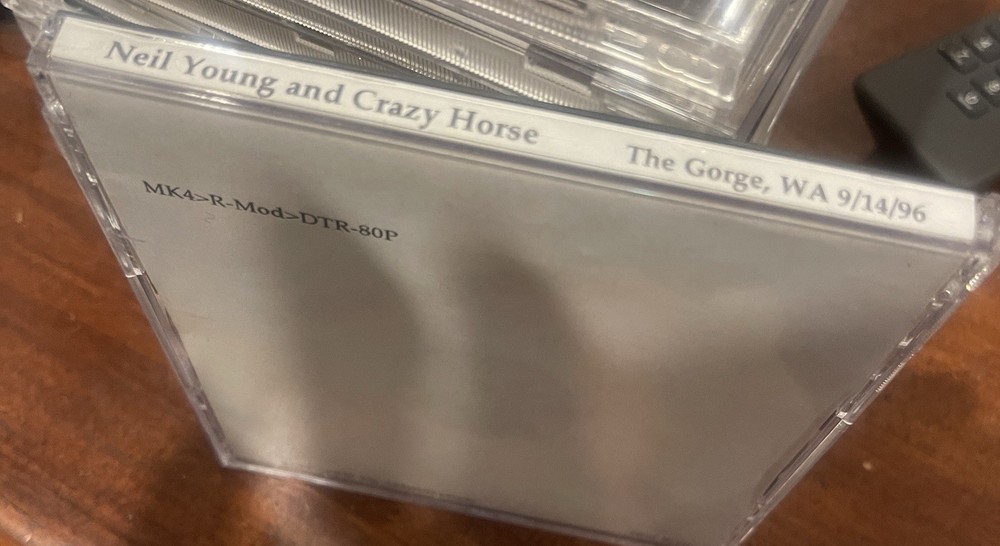 Neil Young and Crazy Horse The Gorge, WA 9/14/96
MK4>R-Mod>DTR-80P